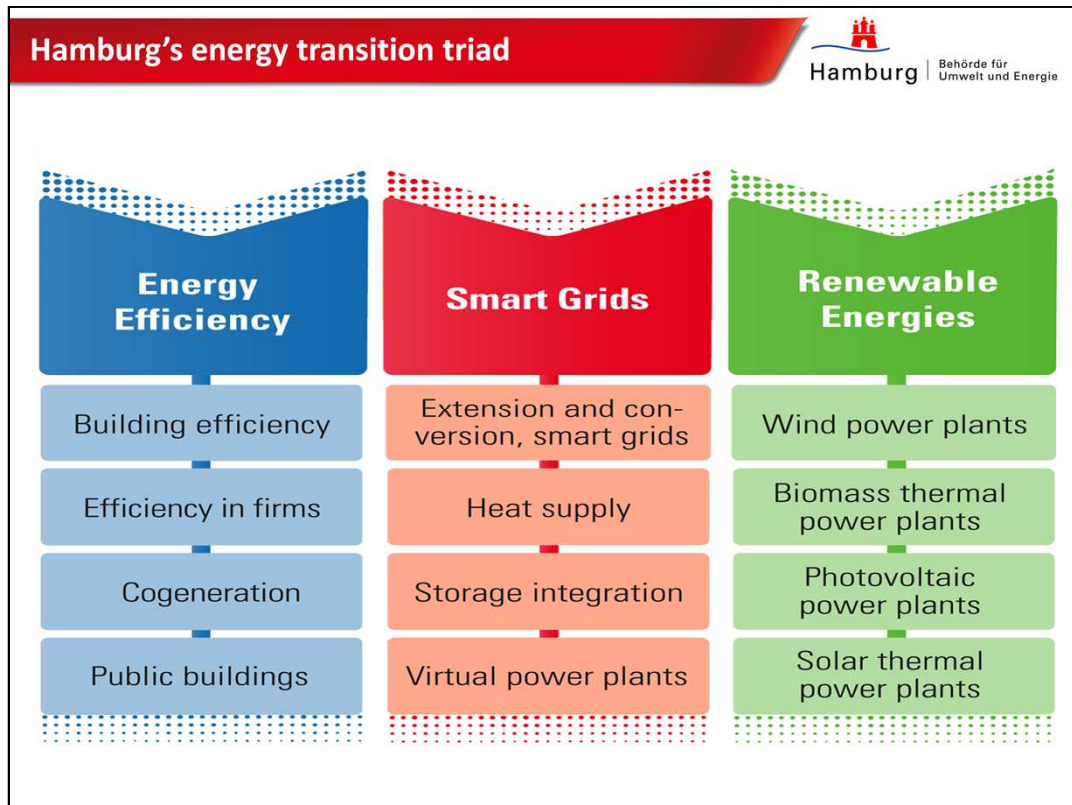 Hamburg's energy transition triad
Hamburg
Behörde für
Umwelt und Energie
Energy
Efficiency
Building efficiency
Efficiency in firms
Cogeneration
Public buildings
Smart Grids
Extension and con-
version, smart grids
Heat supply
Storage integration
Virtual power plants
Renewable
Energies
Wind power plants
Biomass thermal
power plants
Photovoltaic
power plants
Solar thermal
power plants